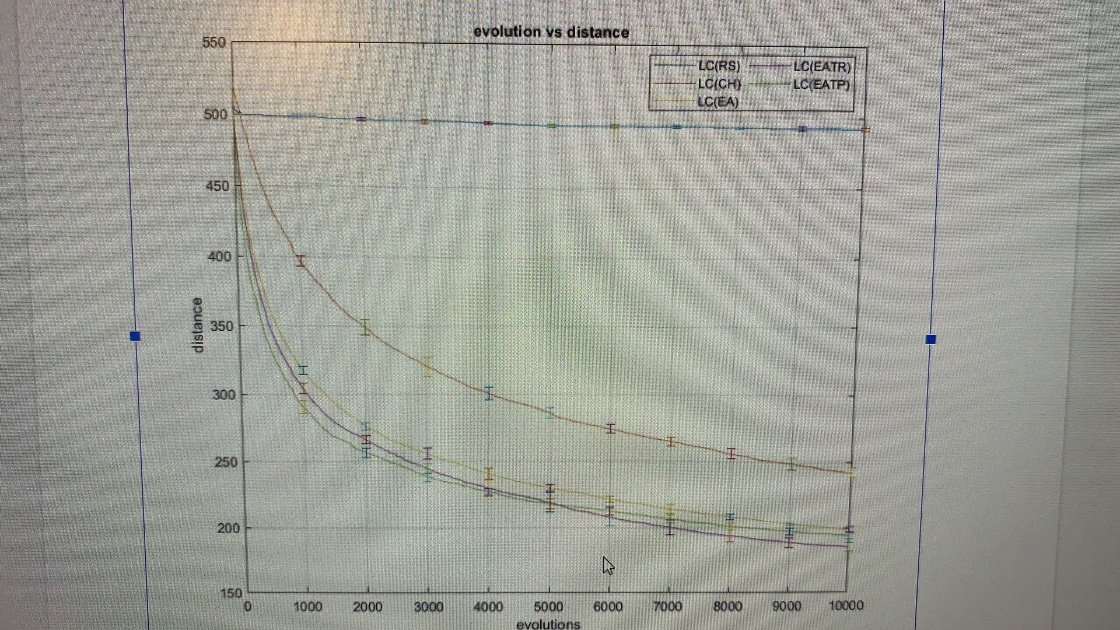 evolution vs distance
550
LC(RS) LC(EATR)
LC(CH) LC(EATP)
LC(EA)
500
450
400
350
300
250
200
150
distance
0 1000 2000 3000 4000 5000 6000 7000 8000 9000 10000
evolutions